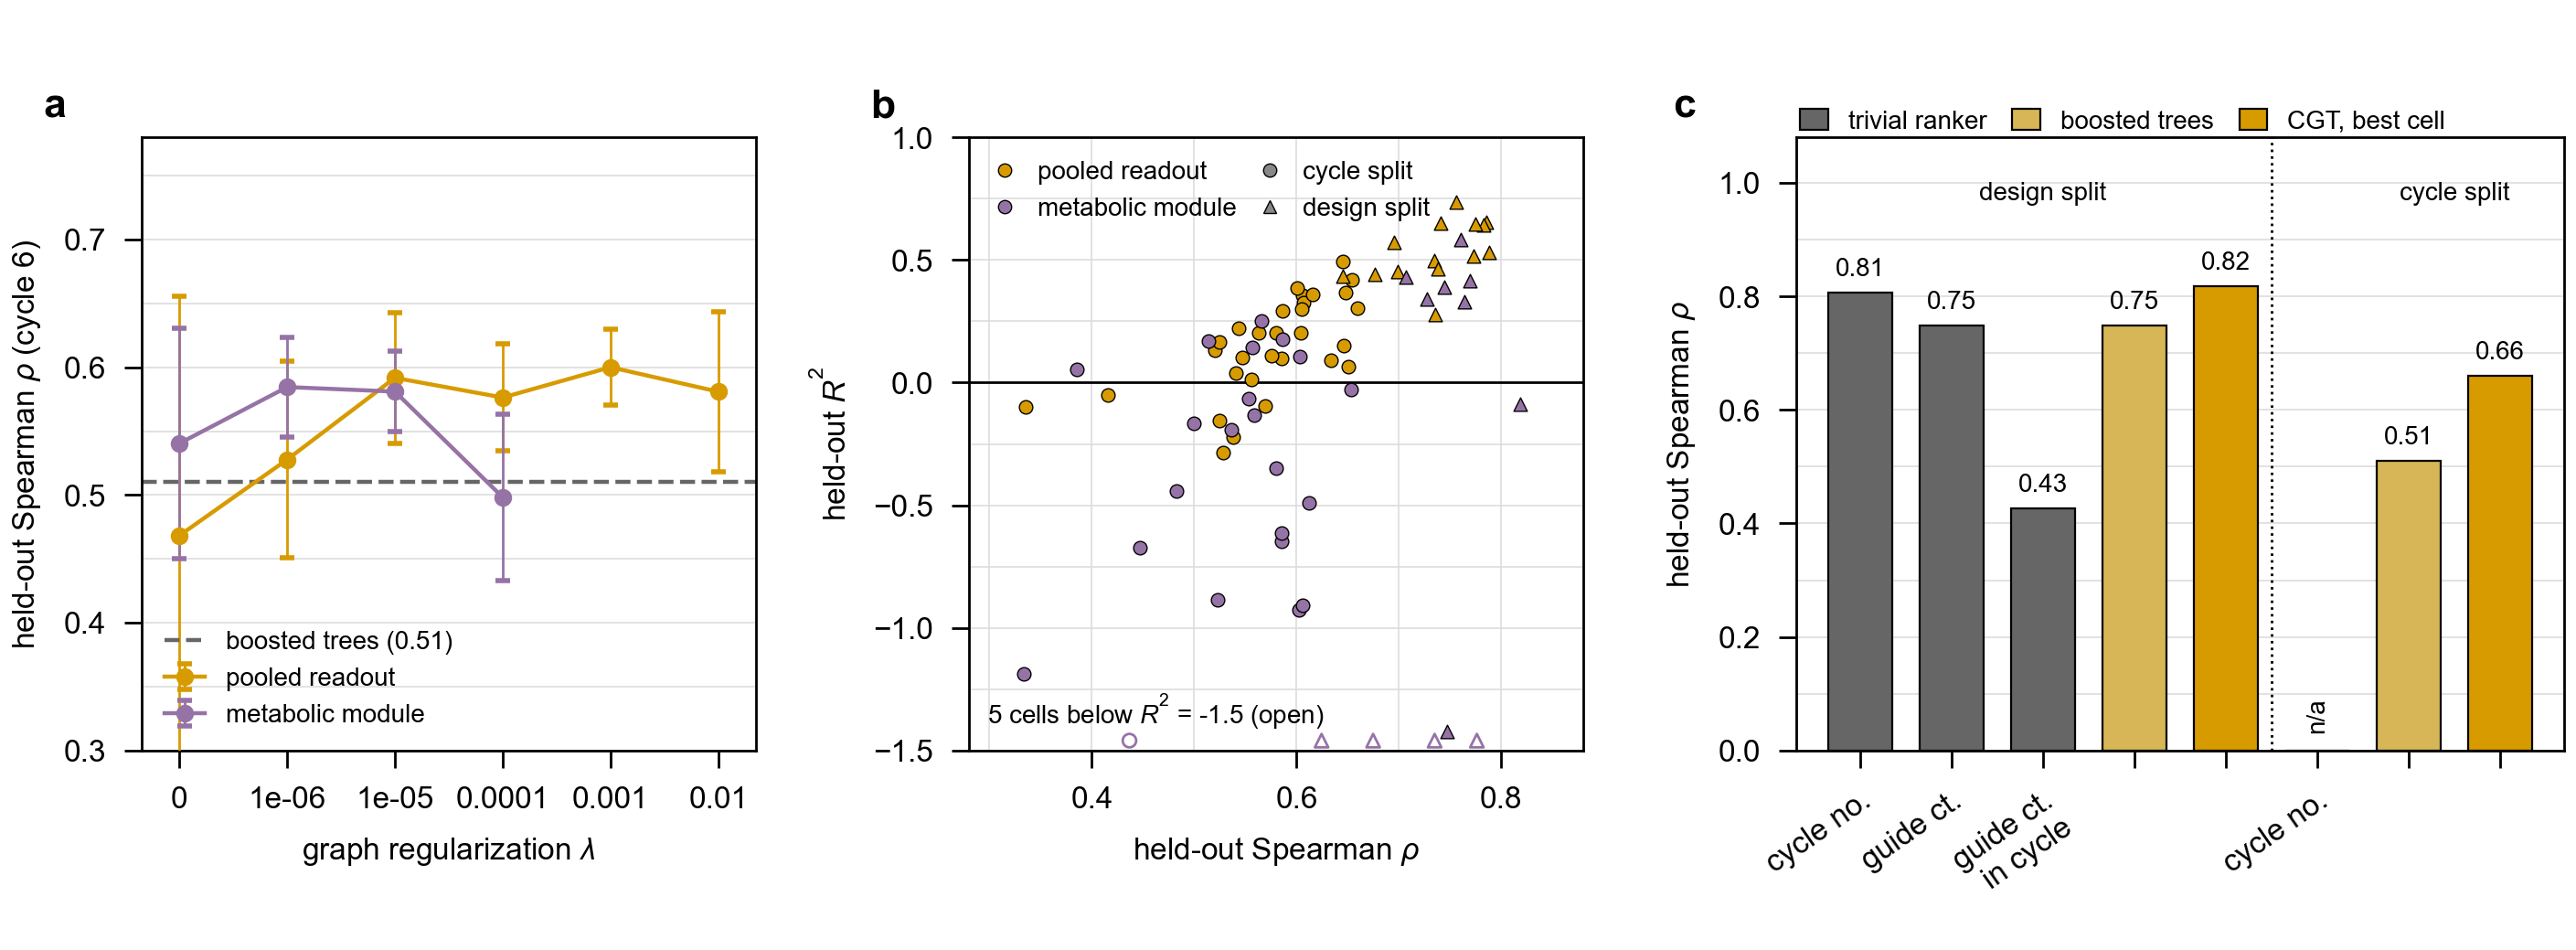 a
held-out Spearman ρ (cycle 6)
0.7
0.6
0.5
0.4
0.3
boosted trees (0.51)
pooled readout
metabolic module
0
1e-06
1e-05
0.0001
0.001
0.01
graph regularization λ
b
held-out R²
1.0
0.5
0.0
−0.5
−1.0
−1.5
pooled readout
metabolic module
cycle split
design split
5 cells below R² = -1.5 (open)
0.4
0.6
0.8
held-out Spearman ρ
c
trivial ranker
boosted trees
CGT, best cell
held-out Spearman ρ
1.0
0.8
0.6
0.4
0.2
0.0
design split
cycle split
0.81
0.75
0.43
0.75
0.82
n/a
0.51
0.66
cycle no.
guide ct.
guide ct.
in cycle
cycle no.